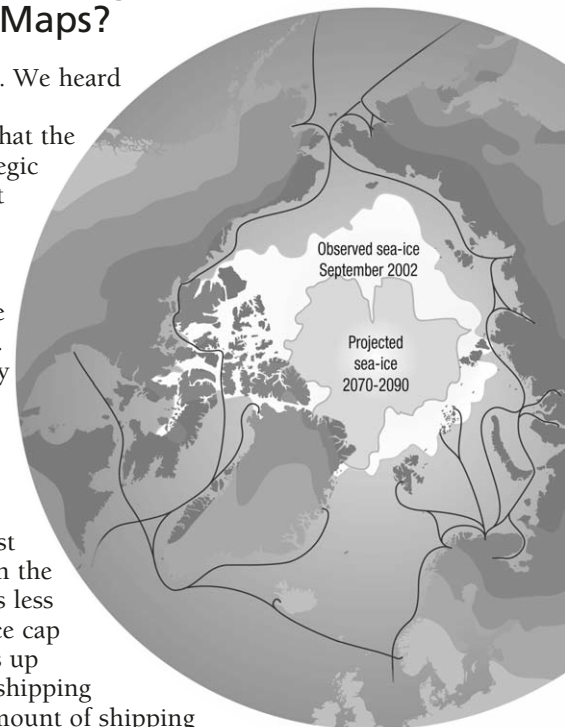 Maps?
. We heard
hat the
egic
t
e
.
y
st
n the
s less
ce cap
s up
shipping
mount of shipping
Observed sea-ice
September 2002
Projected
sea-ice
2070-2090